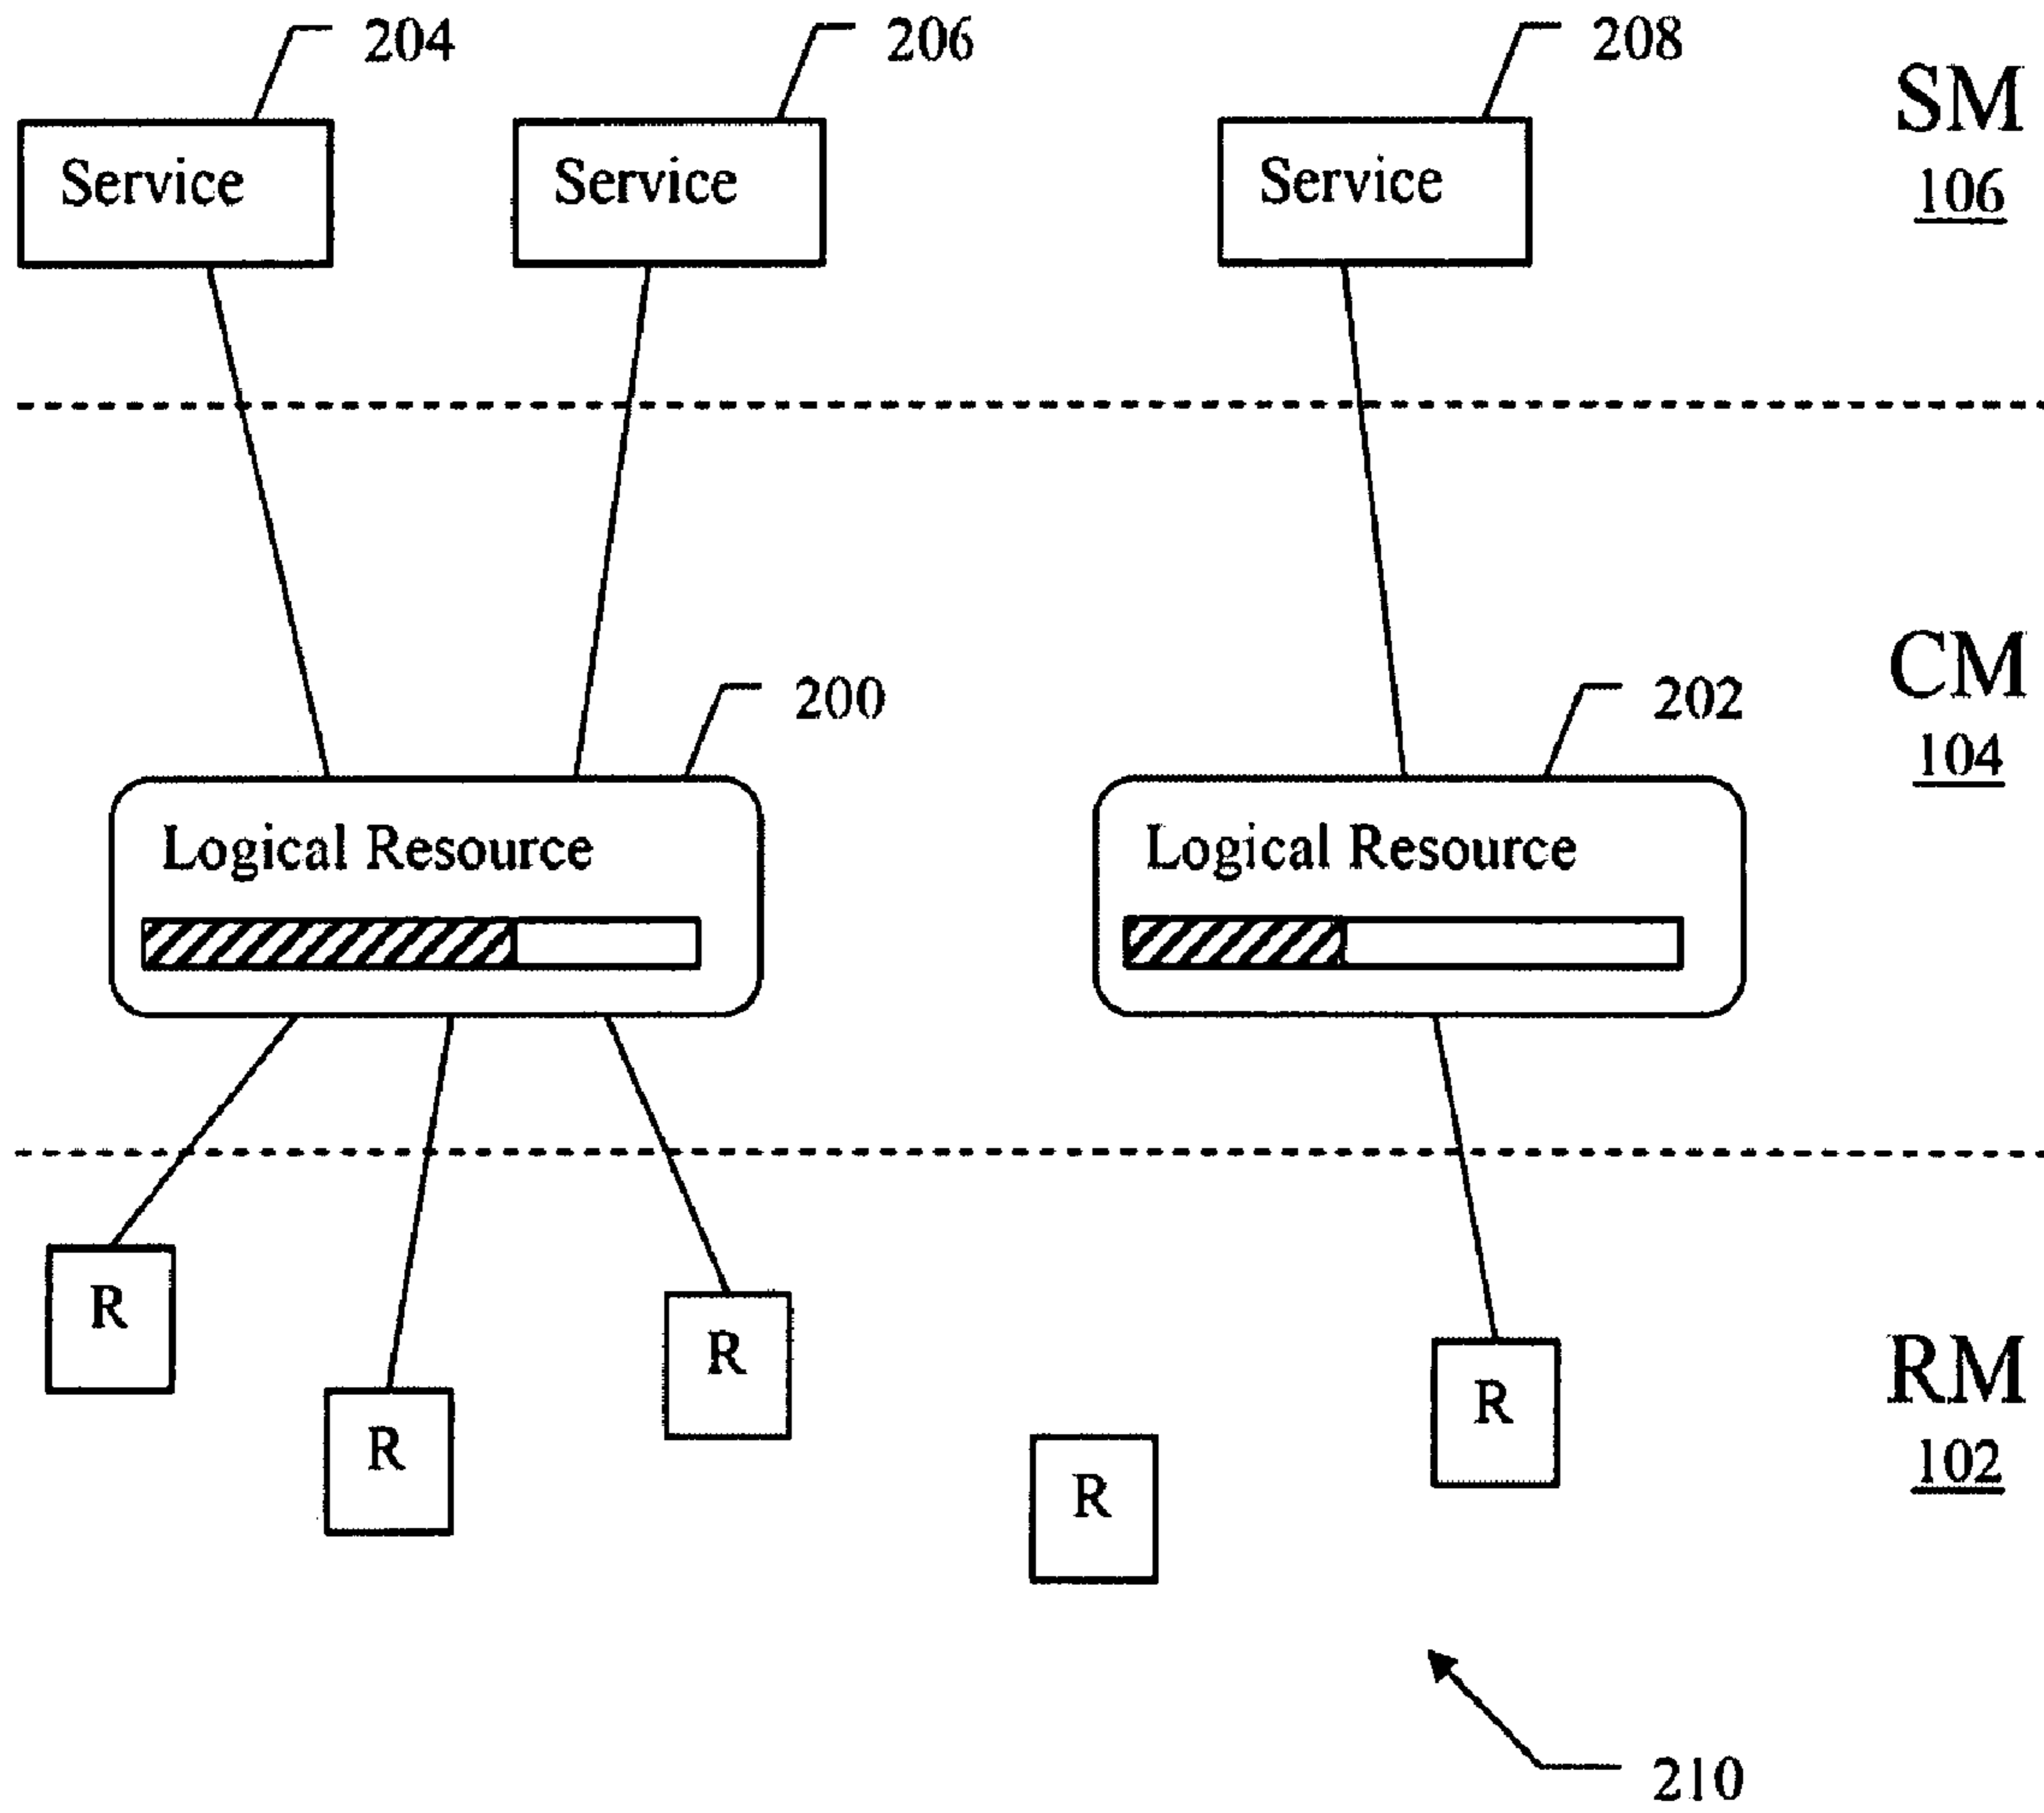 204
206
208
SM
106
Service
Service
Service
CM
104
200
202
Logical Resource
Logical Resource
RM
102
R
R
R
R
R
210